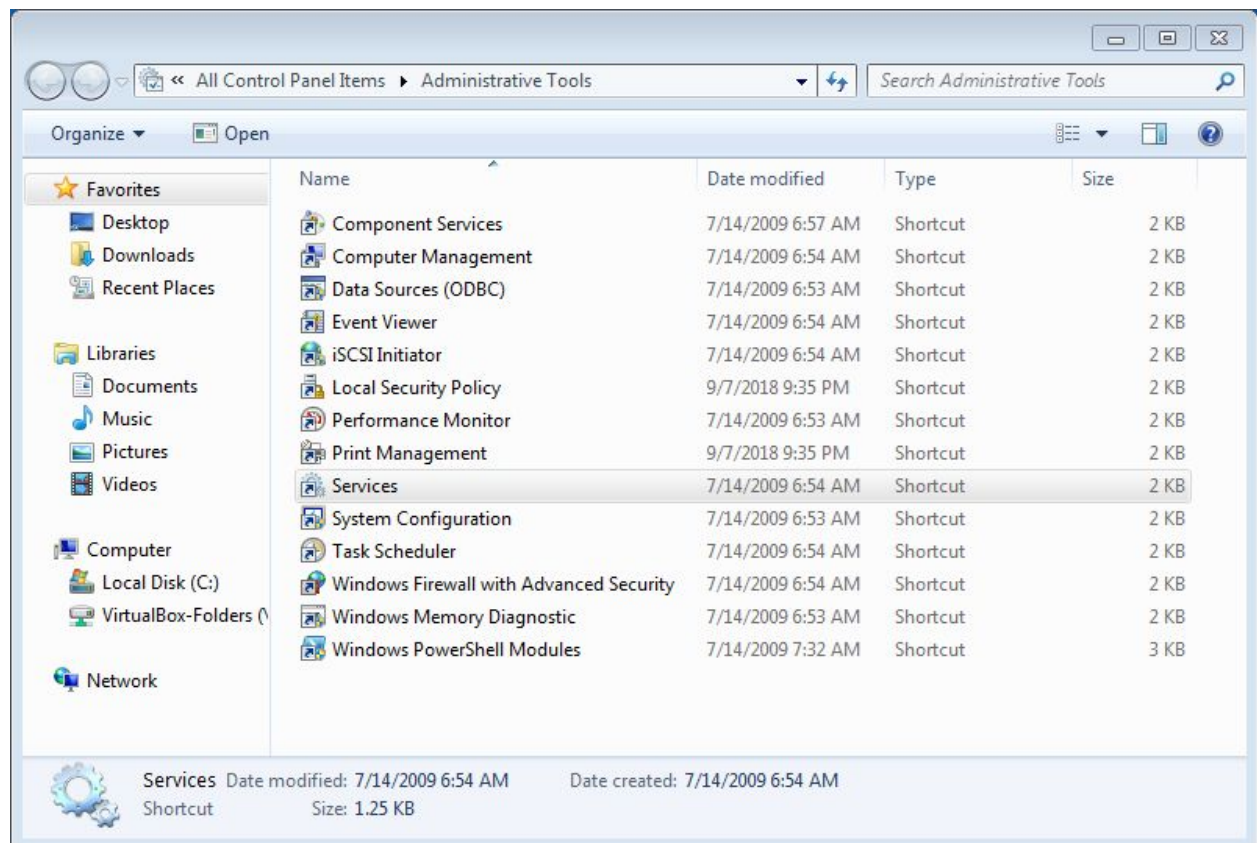 « All Control Panel Items ▸ Administrative Tools
Search Administrative Tools
Organize ▾ Open
Name Date modified Type Size
Favorites
Desktop
Downloads
Recent Places
Libraries
Documents
Music
Pictures
Videos
Computer
Local Disk (C:)
VirtualBox-Folders (\
Network
Component Services 7/14/2009 6:57 AM Shortcut 2 KB
Computer Management 7/14/2009 6:54 AM Shortcut 2 KB
Data Sources (ODBC) 7/14/2009 6:53 AM Shortcut 2 KB
Event Viewer 7/14/2009 6:54 AM Shortcut 2 KB
iSCSI Initiator 7/14/2009 6:54 AM Shortcut 2 KB
Local Security Policy 9/7/2018 9:35 PM Shortcut 2 KB
Performance Monitor 7/14/2009 6:53 AM Shortcut 2 KB
Print Management 9/7/2018 9:35 PM Shortcut 2 KB
Services 7/14/2009 6:54 AM Shortcut 2 KB
System Configuration 7/14/2009 6:53 AM Shortcut 2 KB
Task Scheduler 7/14/2009 6:54 AM Shortcut 2 KB
Windows Firewall with Advanced Security 7/14/2009 6:54 AM Shortcut 2 KB
Windows Memory Diagnostic 7/14/2009 6:53 AM Shortcut 2 KB
Windows PowerShell Modules 7/14/2009 7:32 AM Shortcut 3 KB
Services Date modified: 7/14/2009 6:54 AM Date created: 7/14/2009 6:54 AM
Shortcut Size: 1.25 KB